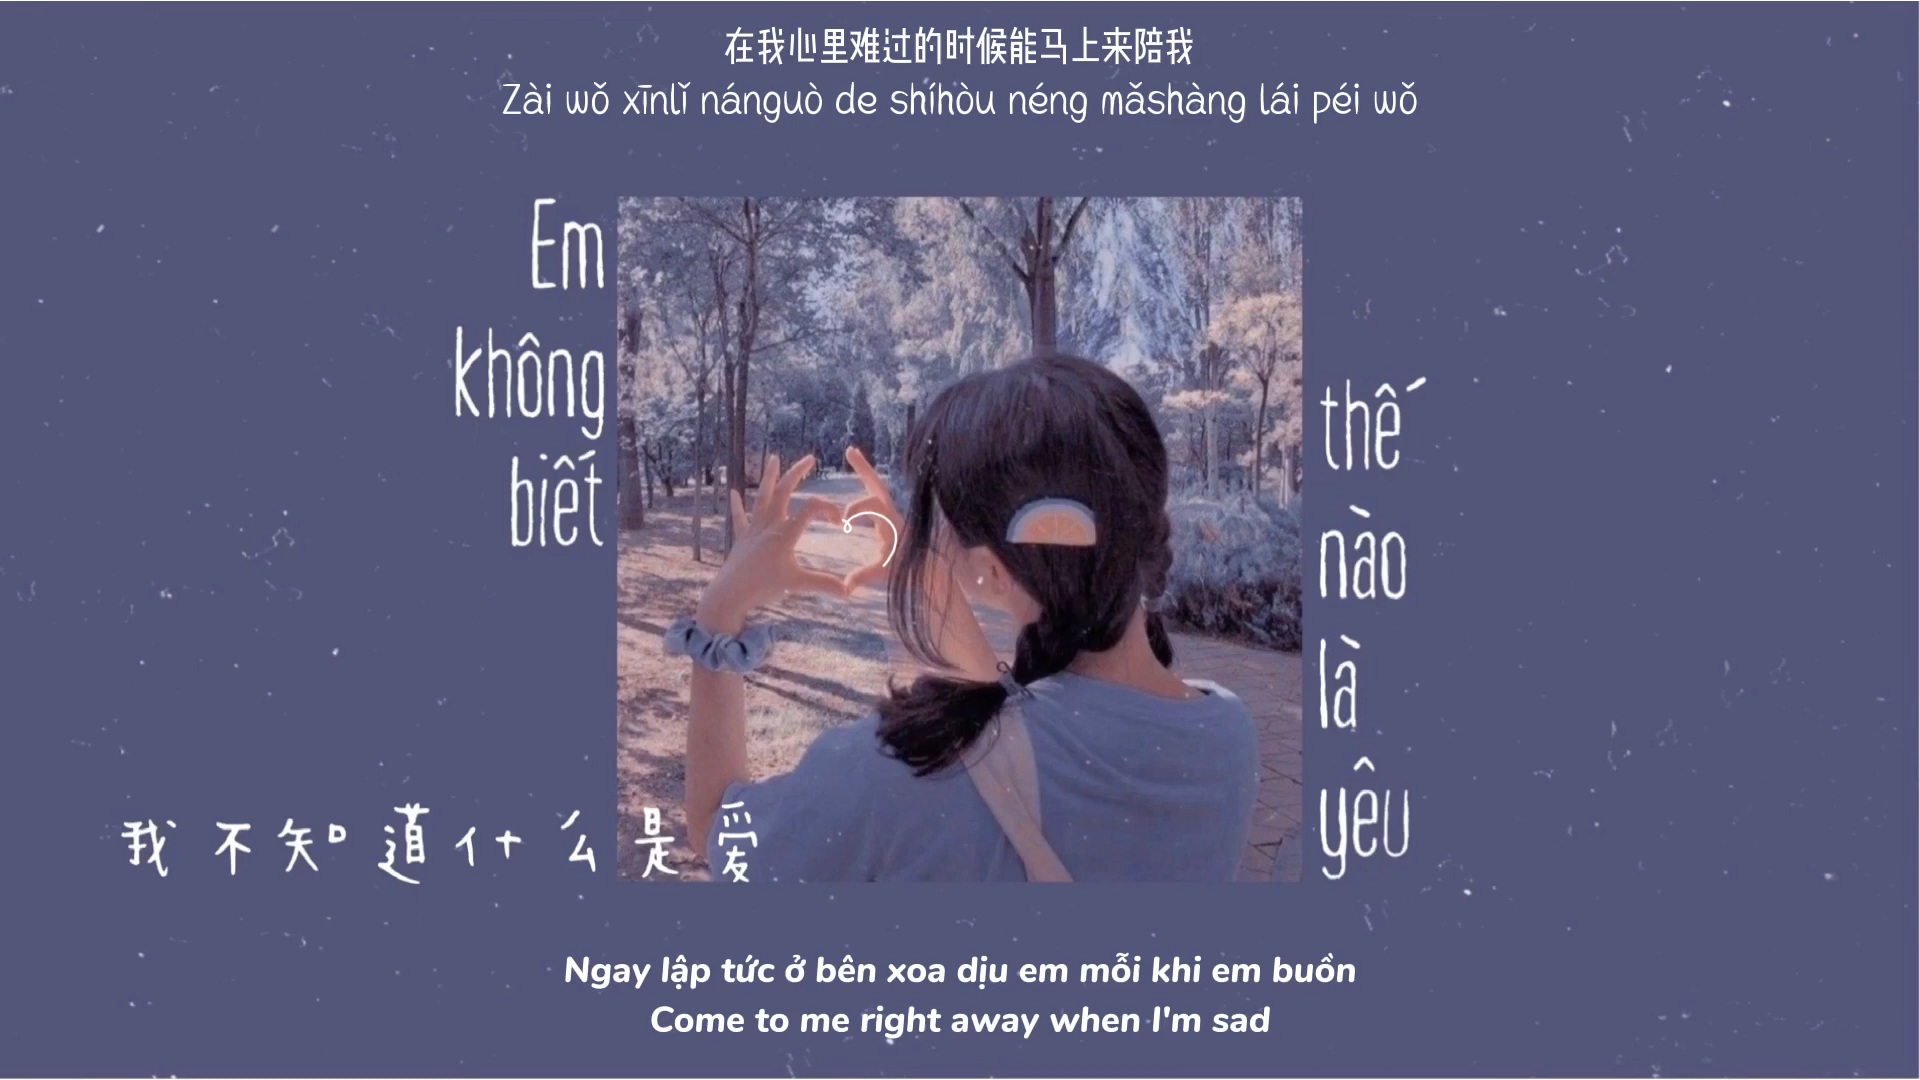 在我心里难过的时候能马上来陪我
Zài wǒ xīnlǐ nánguò de shíhòu néng mǎshàng lái péi wǒ
Em
không
biết
thế
nào
là
yêu
我不知道什么是爱
Ngay lập tức ở bên xoa dịu em mỗi khi em buồn
Come to me right away when I'm sad